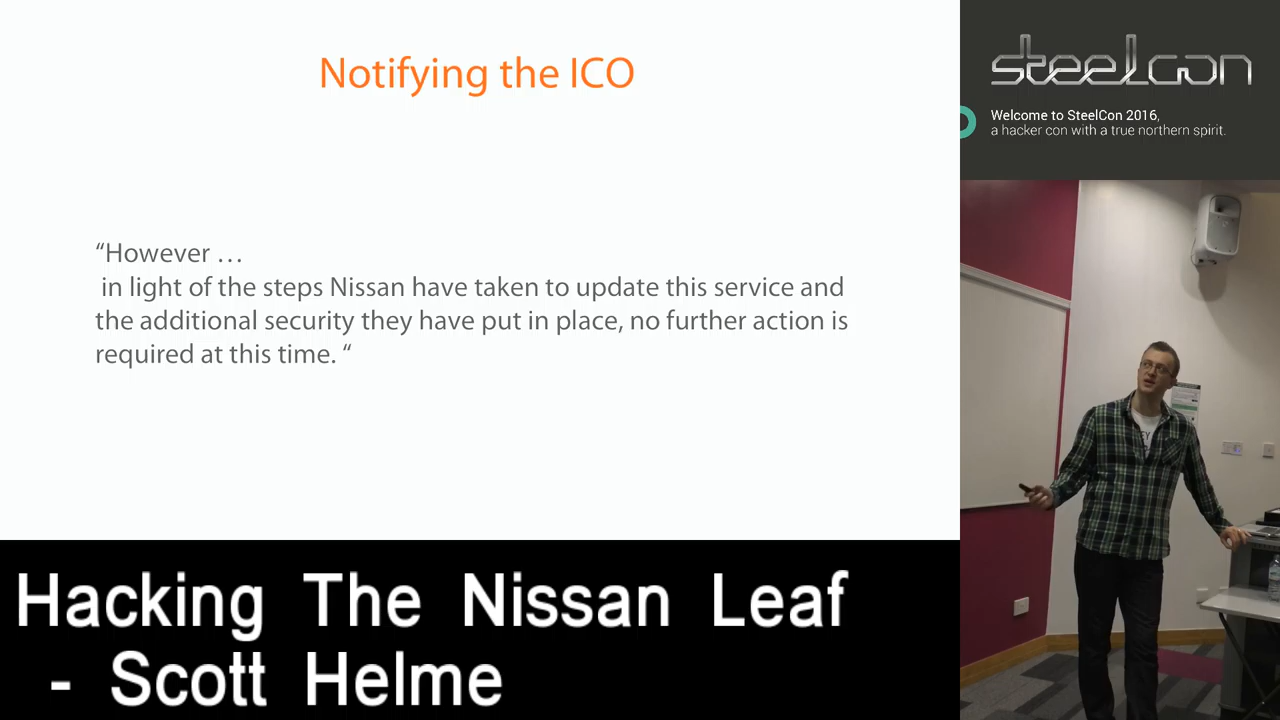 Notifying the ICO
“However …
in light of the steps Nissan have taken to update this service and
the additional security they have put in place, no further action is
required at this time. “
steelcon
Welcome to SteelCon 2016,
a hacker con with a true northern spirit.
Hacking The Nissan Leaf
- Scott Helme